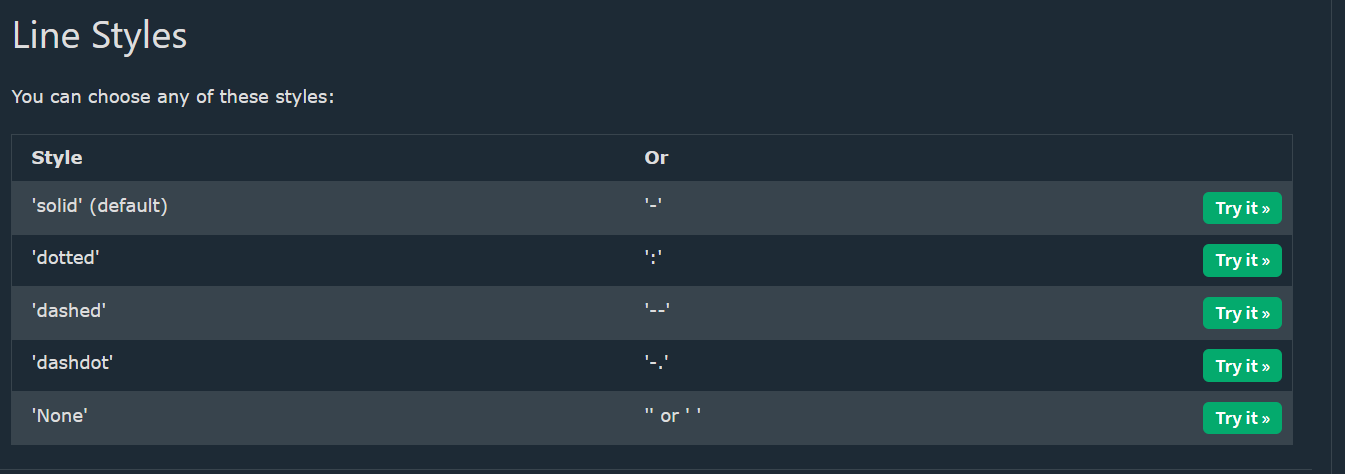 Line Styles
You can choose any of these styles:
Style Or
'solid' (default) '-' Try it »
'dotted' ':' Try it »
'dashed' '--' Try it »
'dashdot' '-.' Try it »
'None' '' or ' ' Try it »